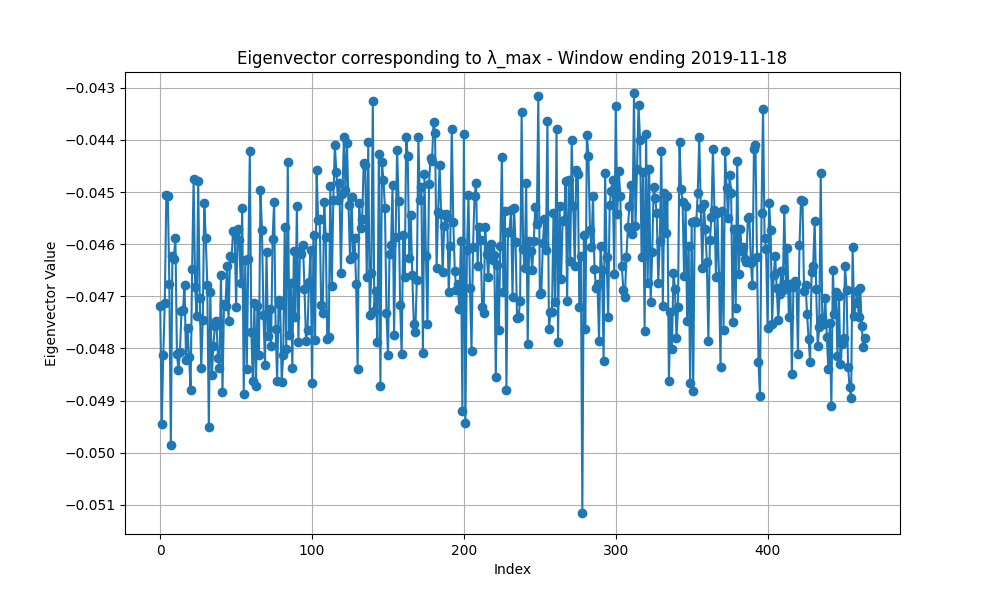 Eigenvector corresponding to λ_max - Window ending 2019-11-18
Eigenvector Value
−0.043
−0.044
−0.045
−0.046
−0.047
−0.048
−0.049
−0.050
−0.051
0 100 200 300 400
Index